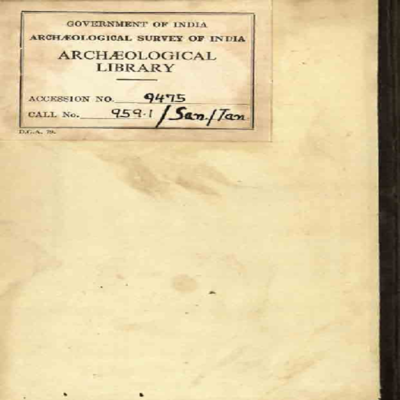 GOVERNMENT OF INDIA
ARCHÆOLOGICAL SURVEY OF INDIA
ARCHÆOLOGICAL
LIBRARY
ACCESSION NO. 9475
CALL No. 959.1/San./Tan
D.G.A. 79.